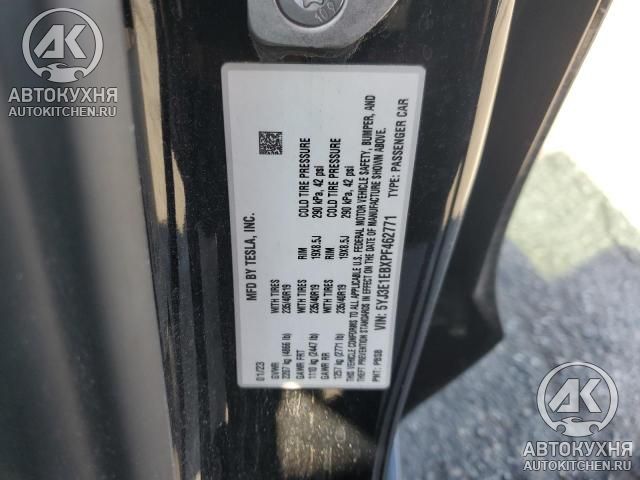 АК
АВТОКУХНЯ
AUTOKITCHEN.RU
MFD BY TESLA, INC.
01/23
GVWR WITH TIRES RIM COLD TIRE PRESSURE
2207 kg (4866 lb) 235/40R19 19X8.5J 290 kPa, 42 psi
GAWR FRT WITH TIRES RIM COLD TIRE PRESSURE
1110 kg (2447 lb) 235/40R19 19X8.5J 290 kPa, 42 psi
GAWR RR WITH TIRES
1257 kg (2771 lb) 235/40R19
THIS VEHICLE CONFORMS TO ALL APPLICABLE U.S. FEDERAL MOTOR VEHICLE SAFETY, BUMPER, AND
THEFT PREVENTION STANDARDS IN EFFECT ON THE DATE OF MANUFACTURE SHOWN ABOVE.
VIN: 5YJ3E1EBXPF462771 TYPE: PASSENGER CAR
PNT: PBSB
АК
АВТОКУХНЯ
AUTOKITCHEN.RU